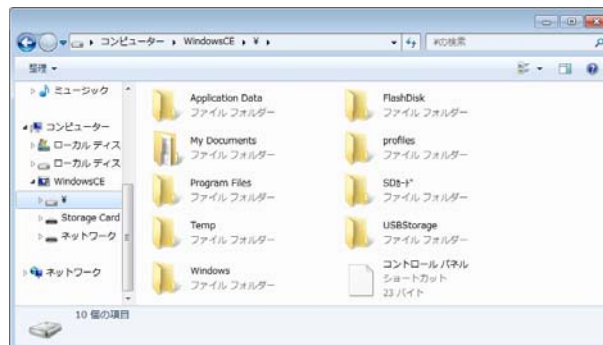 コンピューター ▸ WindowsCE ▸ ¥ ▸
¥の検索
整理
ミュージック
コンピューター
ローカル ディス
ローカル ディス
WindowsCE
¥
Storage Card
ネットワーク
ネットワーク
Application Data
ファイル フォルダー
FlashDisk
ファイル フォルダー
My Documents
ファイル フォルダー
profiles
ファイル フォルダー
Program Files
ファイル フォルダー
SDｶｰﾄﾞ
ファイル フォルダー
Temp
ファイル フォルダー
USBStorage
ファイル フォルダー
Windows
ファイル フォルダー
コントロール パネル
ショートカット
23 バイト
10 個の項目